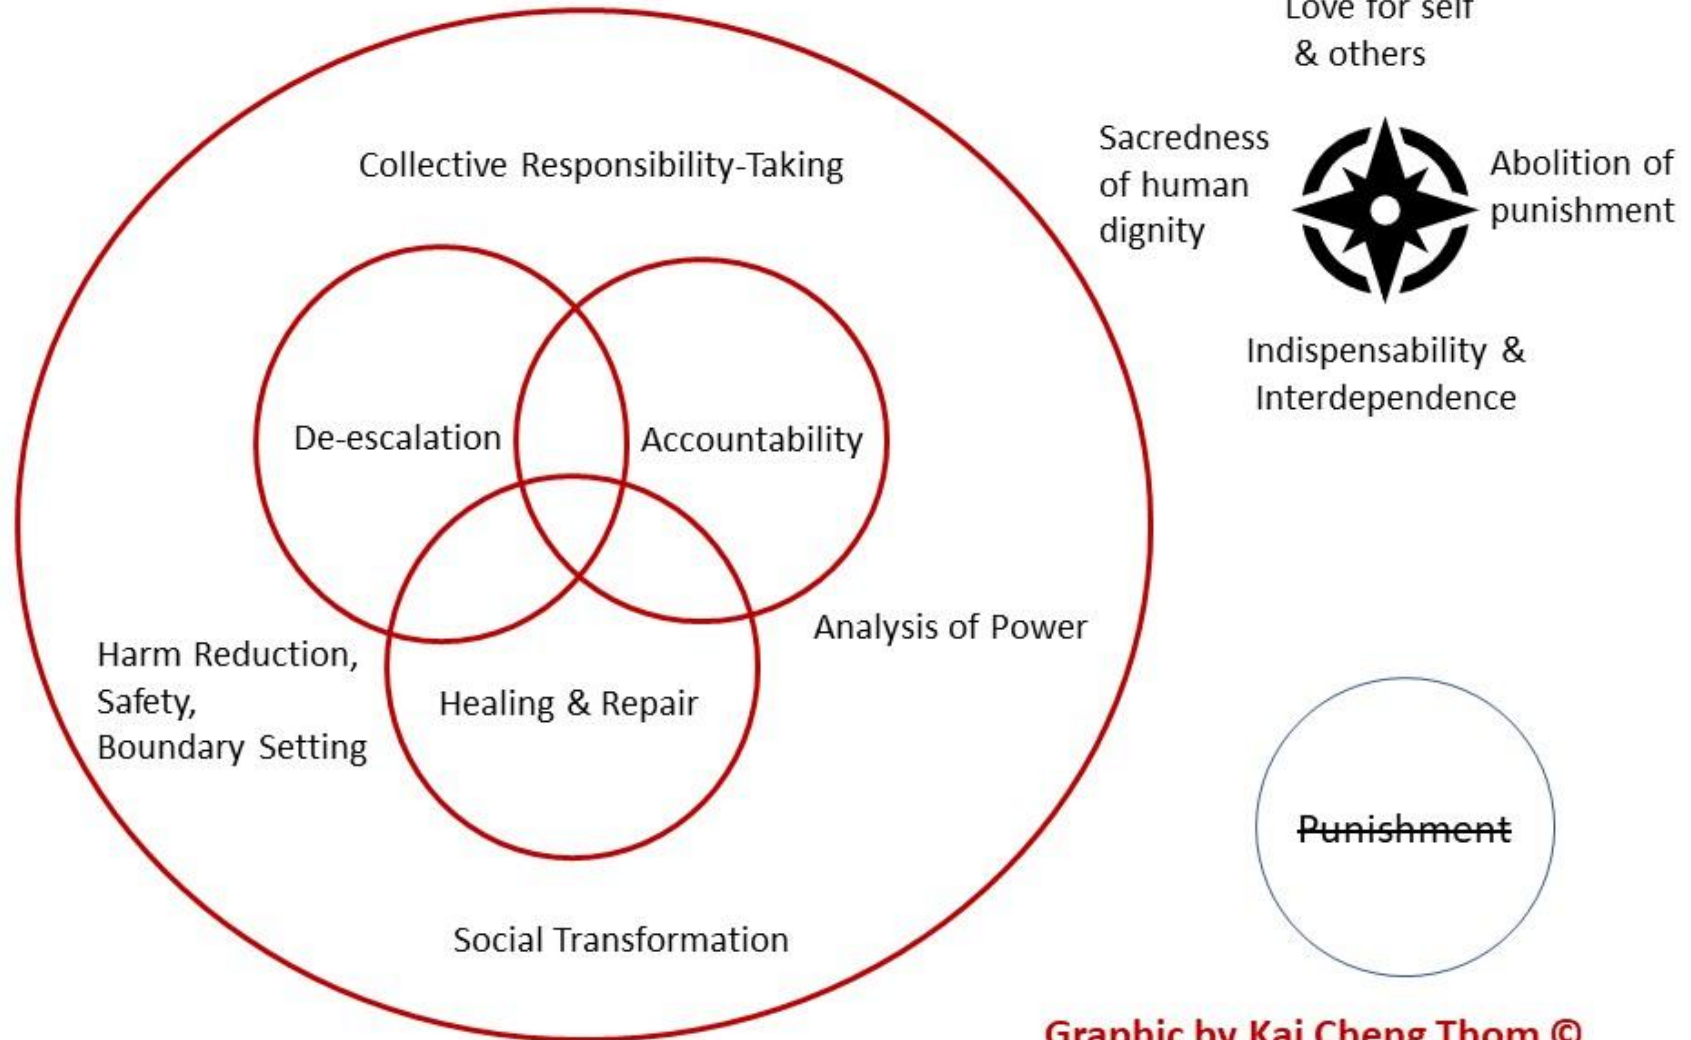 Love for self
& others
Sacredness
of human
dignity
Abolition of
punishment
Collective Responsibility-Taking
Indispensability &
Interdependence
De-escalation
Accountability
Analysis of Power
Harm Reduction,
Safety,
Boundary Setting
Healing & Repair
Punishment
Social Transformation
Graphic by Kai Cheng Thom ©